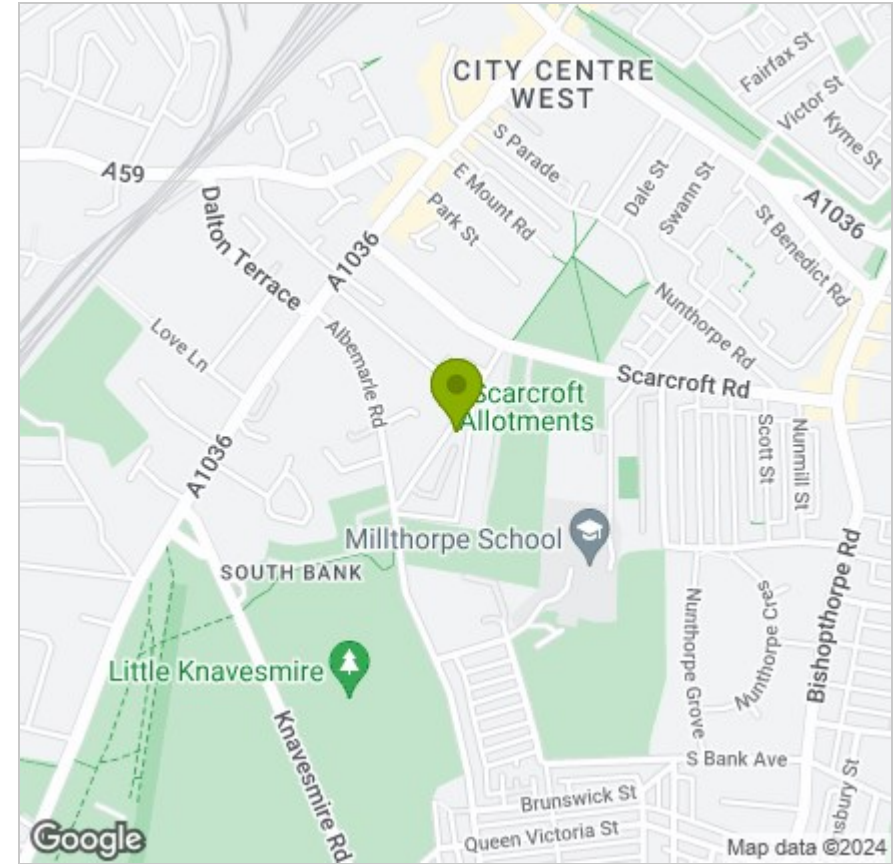 CITY CENTRE
WEST
Fairfax St
Victor St
Kyme St
A59
S Parade
Dale St
Swann St
E Mount Rd
Park St
A1036
St Benedict Rd
Dalton Terrace
A1036
Nunthorpe Rd
Love Ln
Albemarle Rd
Scarcroft Rd
Scarcroft
Allotments
Scott St
Nunmill St
A1036
Millthorpe School
SOUTH BANK
Bishopthorpe Rd
Nunthorpe Grove
Nunthorpe Cres
Little Knavesmire
Knavesmire Rd
S Bank Ave
Brunswick St
Queen Victoria St
nsbury St
Google
Map data ©2024